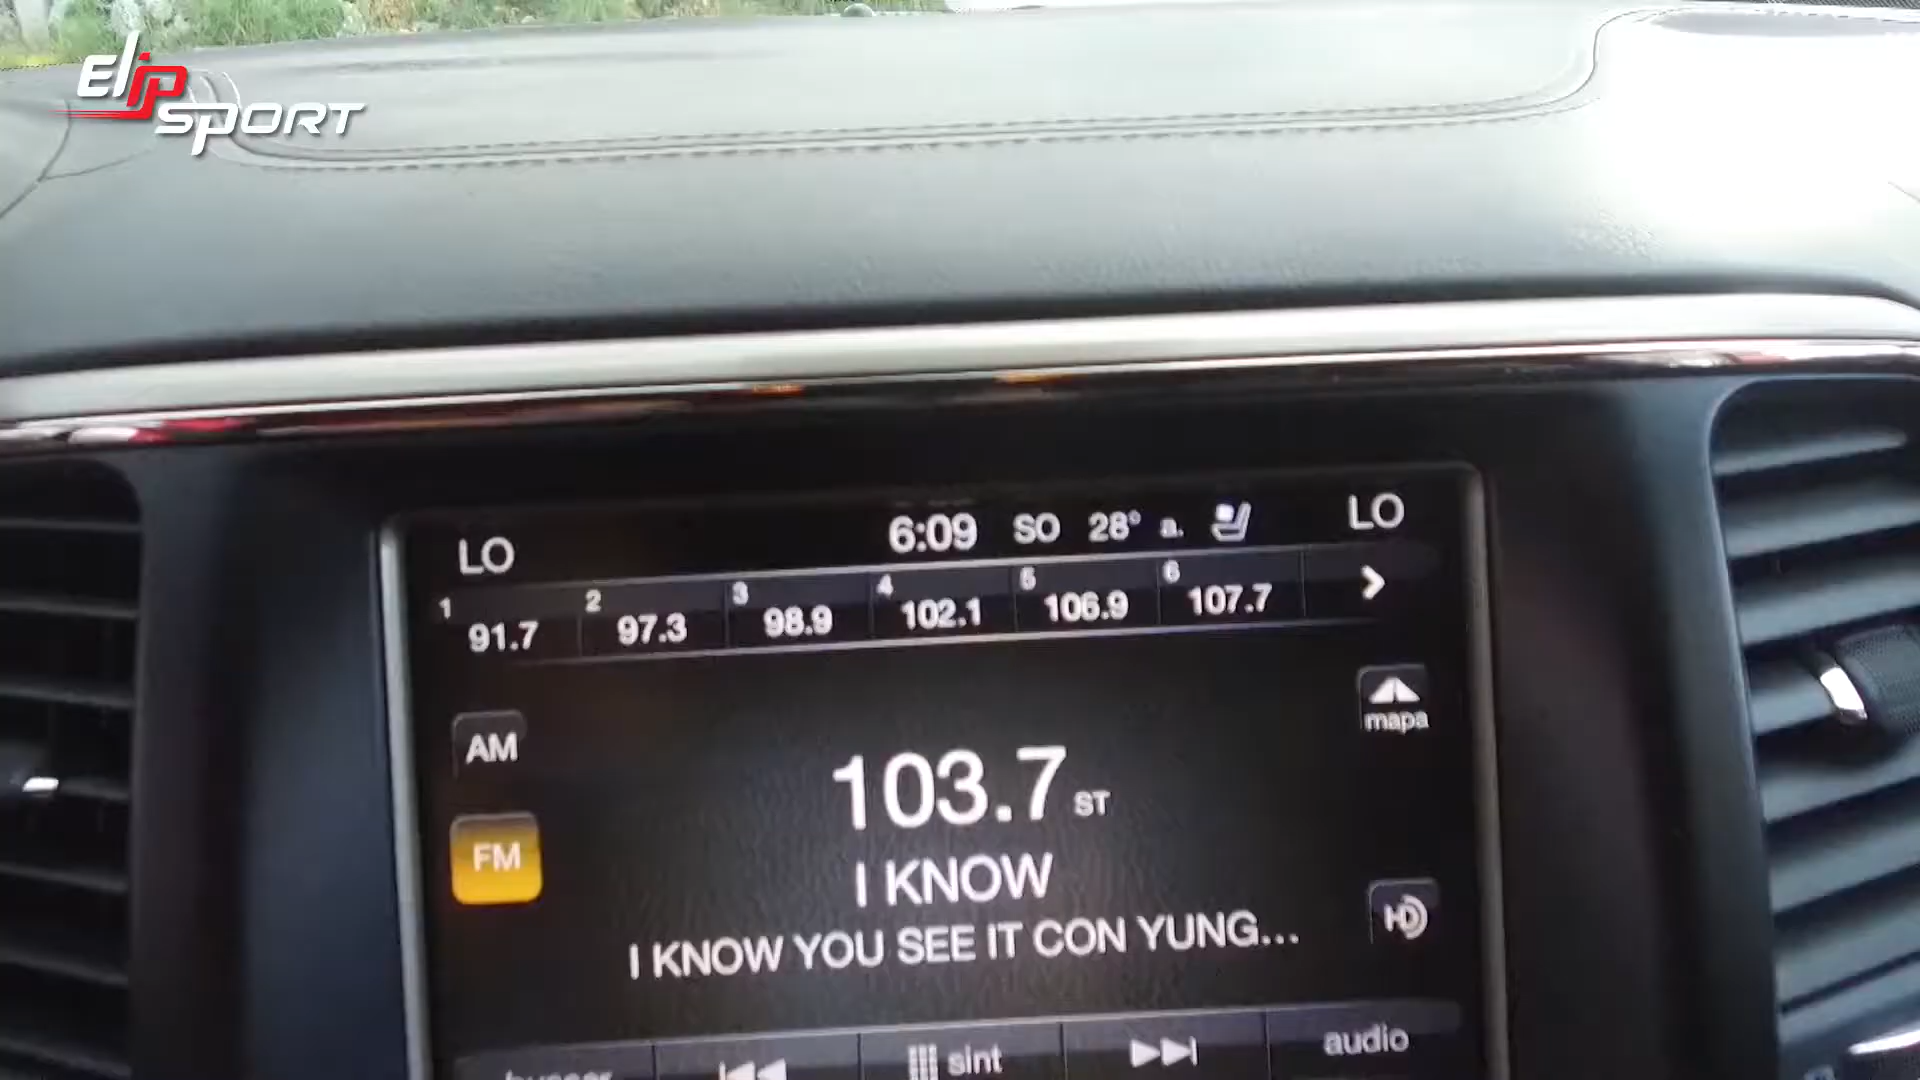 Elip
SPORT
LO 6:09 SO 28° a. LO
1 91.7 2 97.3 3 98.9 4 102.1 5 106.9 6 107.7
mapa
AM
103.7 ST
FM
I KNOW
HD
I KNOW YOU SEE IT CON YUNG...
sint audio